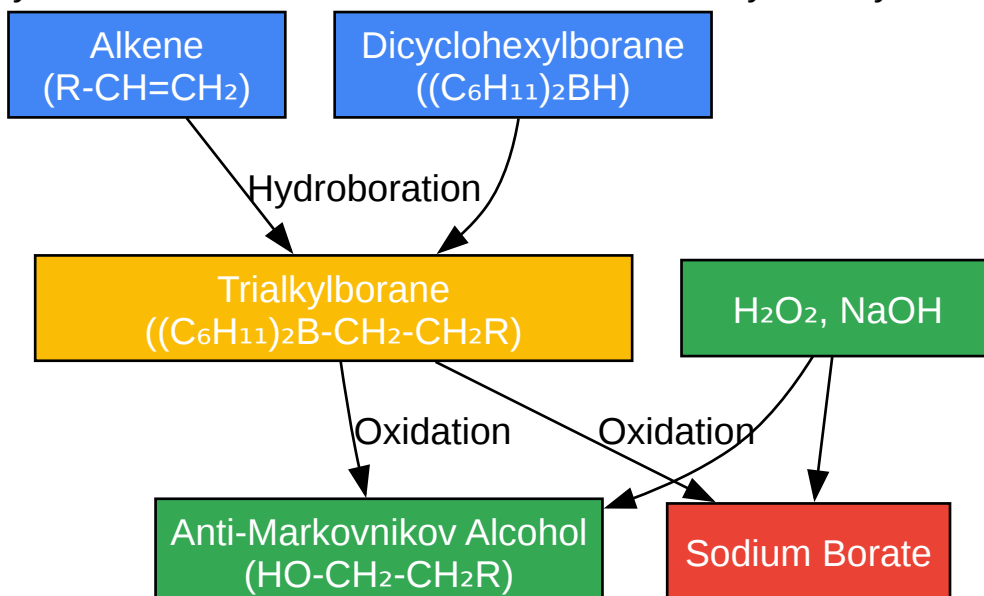 Alkene
(R-CH=CH₂)
Dicyclohexylborane
((C₆H₁₁)₂BH)
Hydroboration
Trialkylborane
((C₆H₁₁)₂B-CH₂-CH₂R)
H₂O₂, NaOH
Oxidation
Oxidation
Anti-Markovnikov Alcohol
(HO-CH₂-CH₂R)
Sodium Borate